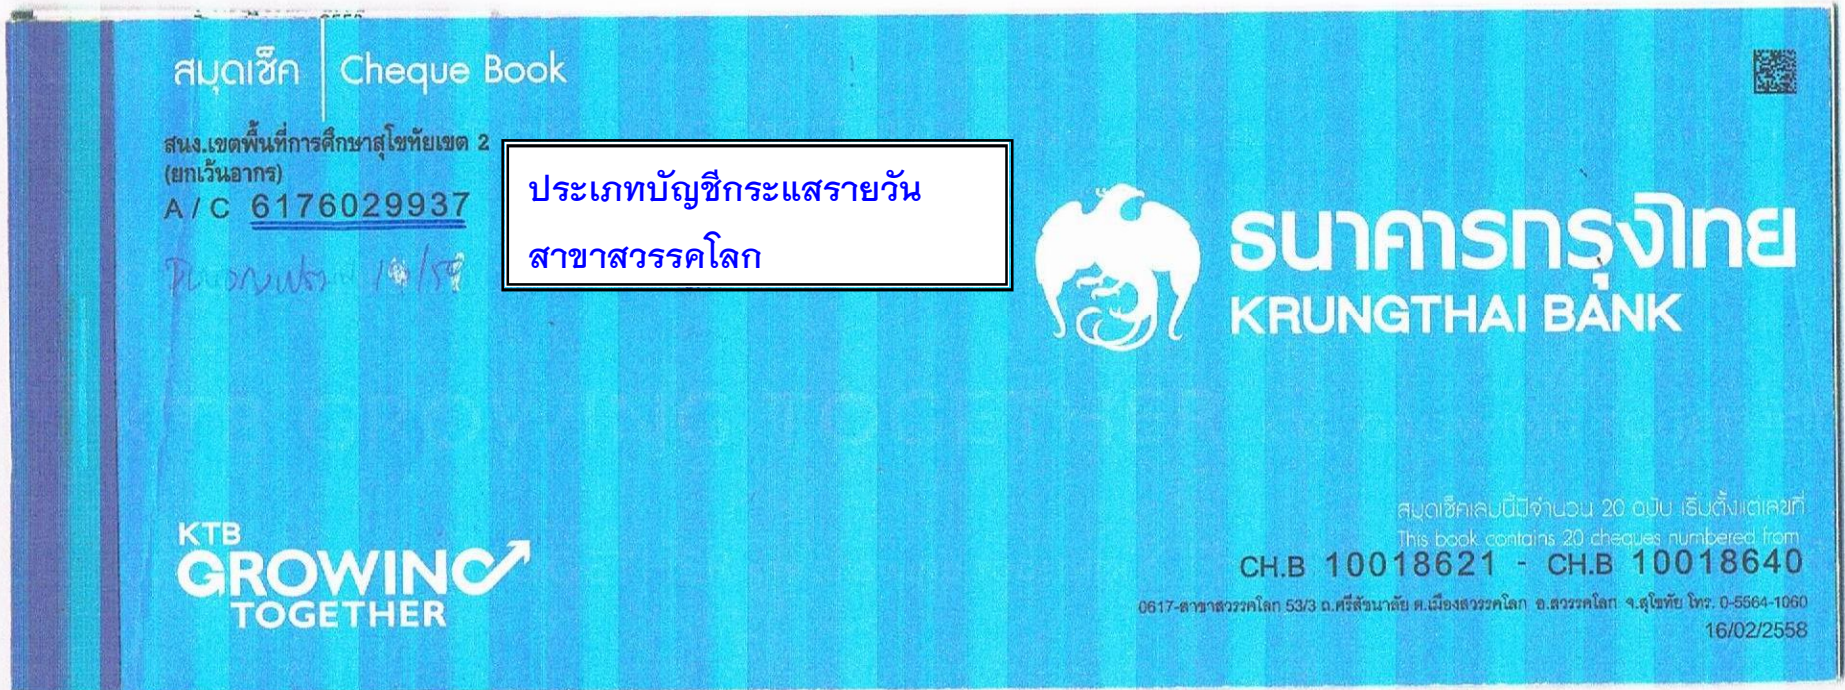 สมุดเช็ค | Cheque Book
สนง.เขตพื้นที่การศึกษาสุโขทัยเขต 2
(ยกเว้นอากร)
A/C 6176029937
ประเภทบัญชีกระแสรายวัน
สาขาสวรรคโลก
ธนาคารกรุงไทย
KRUNGTHAI BANK
KTB
GROWING
TOGETHER
สมุดเช็คเล่มนี้มีจำนวน 20 ฉบับ เริ่มตั้งแต่เลขที่
This book contains 20 cheques numbered from
CH.B 10018621 - CH.B 10018640
0617-สาขาสวรรคโลก 53/3 ถ.ศรีสัชนาลัย ต.เมืองสวรรคโลก อ.สวรรคโลก จ.สุโขทัย โทร. 0-5564-1060
16/02/2558